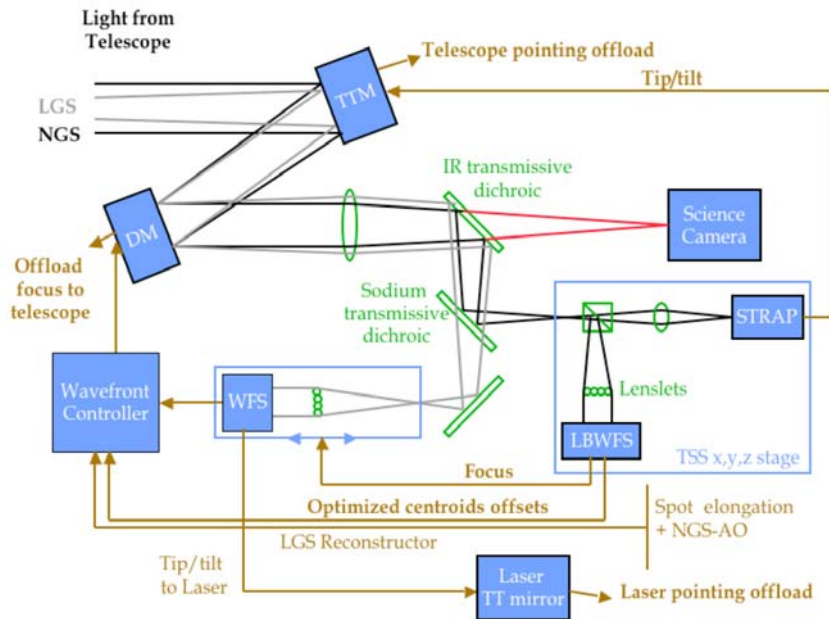 Light from
Telescope
Telescope pointing offload
TTM
Tip/tilt
LGS
NGS
IR transmissive
dichroic
Science
Camera
DM
Offload
focus to
telescope
Sodium
transmissive
dichroic
STRAP
Wavefront
Controller
WFS
Lenslets
LBWFS
TSS x,y,z stage
Focus
Optimized centroids offsets
Spot elongation
+ NGS-AO
LGS Reconstructor
Tip/tilt
to Laser
Laser
TT mirror
Laser pointing offload